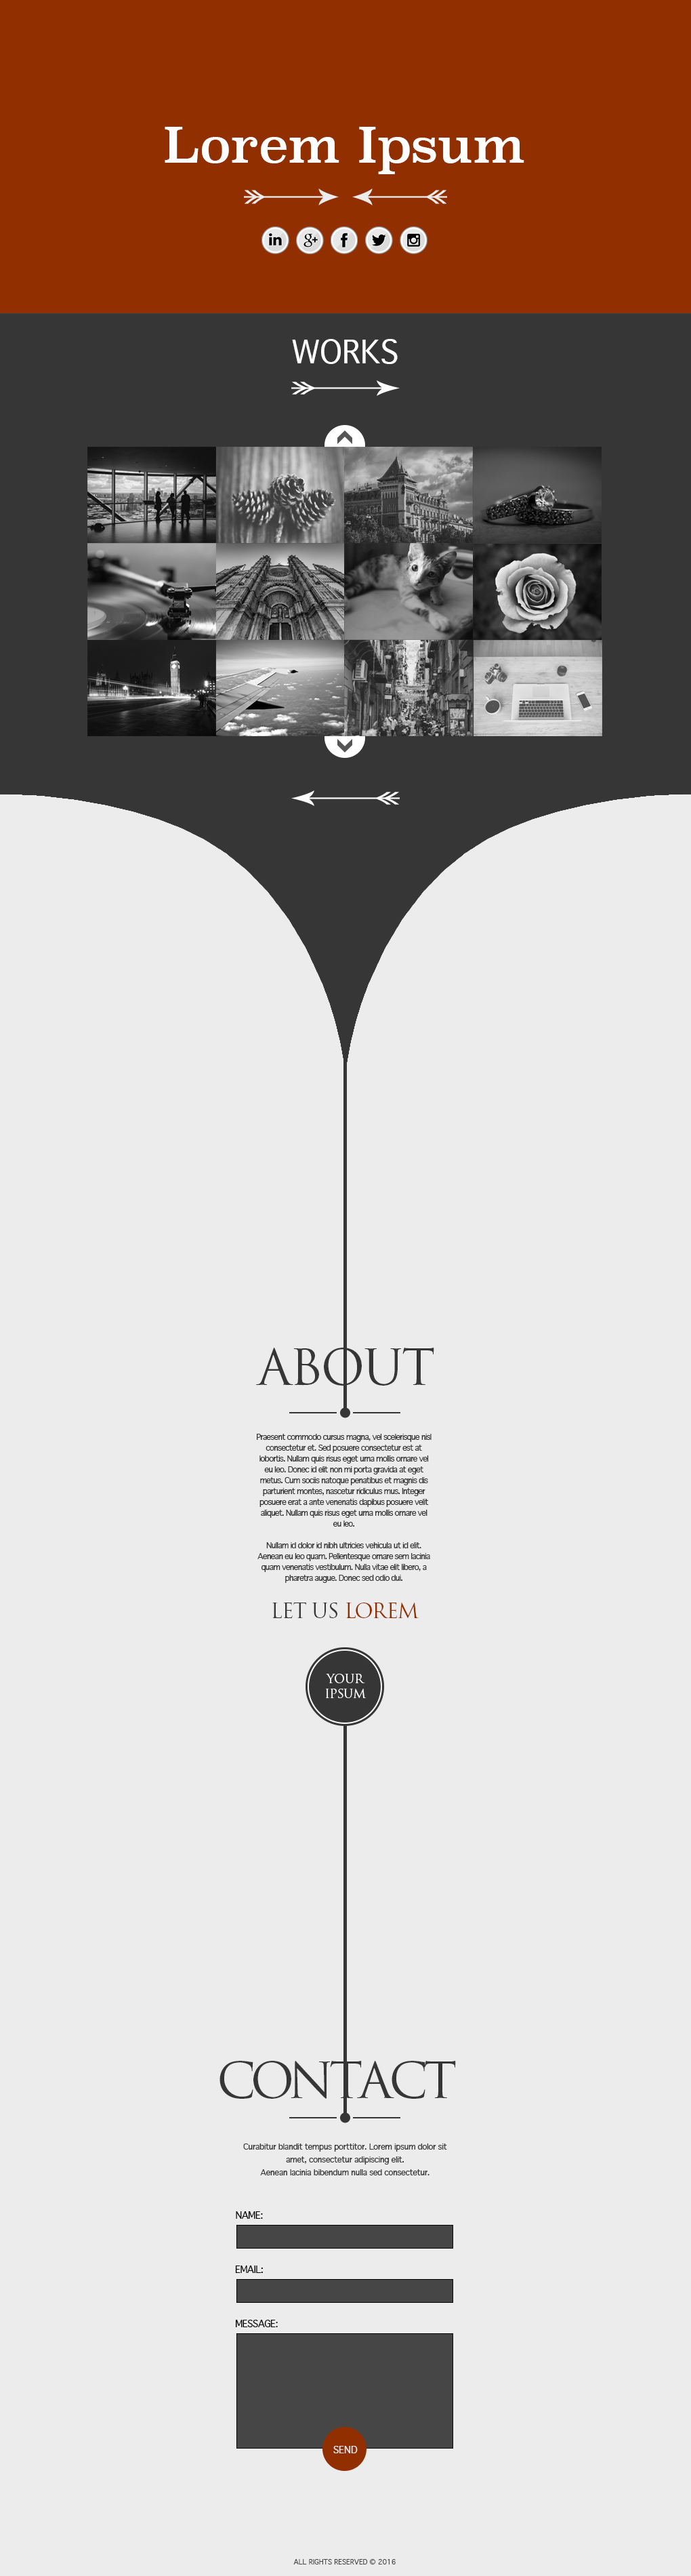 Lorem Ipsum
WORKS
ABOUT
Praesent commodo cursus magna, vel scelerisque nisl
consectetur et. Sed posuere consectetur est at
lobortis. Nullam quis risus eget urna mollis ornare vel
eu leo. Donec id elit non mi porta gravida at eget
metus. Cum sociis natoque penatibus et magnis dis
parturient montes, nascetur ridiculus mus. Integer
posuere erat a ante venenatis dapibus posuere velit
aliquet. Nullam quis risus eget urna mollis ornare vel
eu leo.
Nullam id dolor id nibh ultricies vehicula ut id elit.
Aenean eu leo quam. Pellentesque ornare sem lacinia
quam venenatis vestibulum. Nulla vitae elit libero, a
pharetra augue. Donec sed odio dui.
LET US LOREM
YOUR
IPSUM
CONTACT
Curabitur blandit tempus porttitor. Lorem ipsum dolor sit
amet, consectetur adipiscing elit.
Aenean lacinia bibendum nulla sed consectetur.
NAME:
EMAIL:
MESSAGE:
SEND
ALL RIGHTS RESERVED © 2016